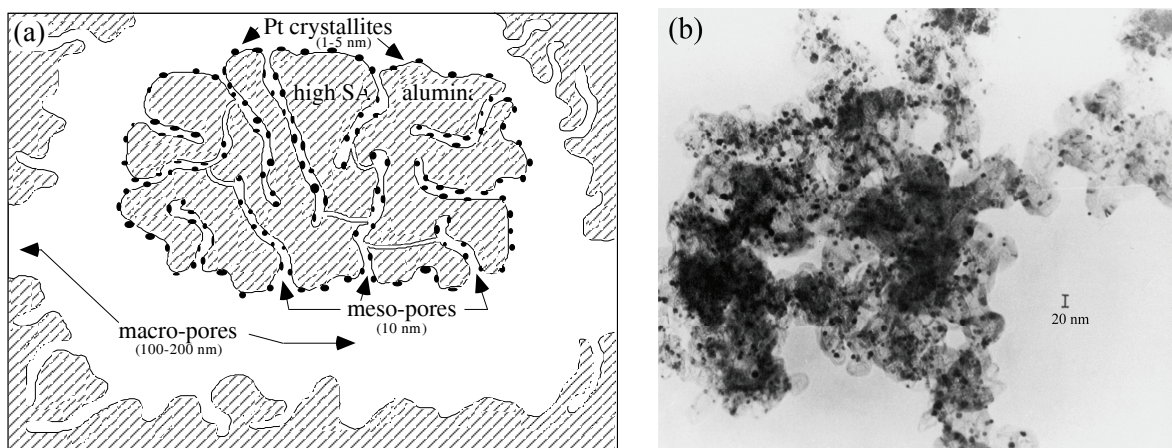 (a)
Pt crystallites
(1-5 nm)
high SA alumina
meso-pores
(10 nm)
macro-pores
(100-200 nm)
(b)
20 nm